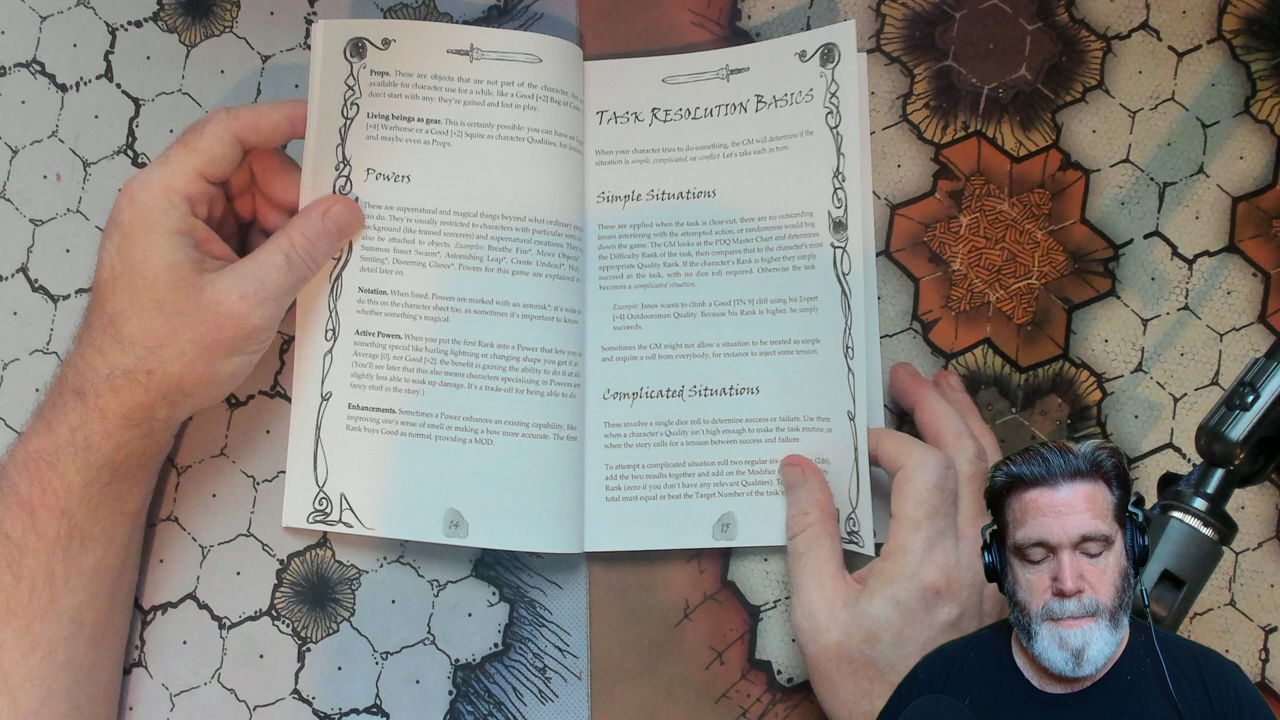 Props. These are objects that are not part of the character, but
available for character use for a while, like a Good [+2] Bag of
don't start with any: they're gained and lost in play.
Living beings as gear. This is certainly possible: you can have an
[+4] Warhorse or a Good [+2] Squire as character Qualities, for
and maybe even as Props.
Powers
These are supernatural and magical things beyond what ordinary
can do. They're usually restricted to characters with particular
background (like trained sorcerers) and supernatural creatures. They
also be attached to objects. Examples: Breathe Fire*, Move
Summon Insect Swarm*, Astonishing Leap*, Create Undead*,
Smiting*, Discerning Glance*. Powers for this game are explained in
detail later on.
Notation. When listed, Powers are marked with an asterisk*: it's wise to
do this on the character sheet too, as sometimes it's important to know
whether something's magical.
Active Powers. When you put the first Rank into a Power that lets you do
something special like hurling lightning or changing shape you get it at
Average [0], not Good [+2]: the benefit is gaining the ability to do it at all.
(You'll see later that this also means characters specialising in Powers are
slightly less able to soak up damage. It's a trade-off for being able to do
fancy stuff in the story.)
Enhancements. Sometimes a Power enhances an existing capability, like
improving one's sense of smell or making a bow more accurate. The first
Rank buys Good as normal, providing a MOD.
14
Task Resolution Basics
When your character tries to do something, the GM will determine if the
situation is simple, complicated, or conflict. Let's take each in turn.
Simple Situations
These are applied when the task is clear-cut, there are no outstanding
issues interfering with the attempted action, or randomness would bog
down the game. The GM looks at the PDQ Master Chart and determines
the Difficulty Rank of the task, then compares that to the character's most
appropriate Quality Rank. If the character's Rank is higher they simply
succeed in the task, with no dice roll required. Otherwise the task
becomes a complicated situation.
Example: Janos wants to climb a Good [TN 9] cliff using his Expert
[+4] Outdoorsman Quality. Because his Rank is higher, he simply
succeeds.
Sometimes the GM might not allow a situation to be treated as simple
and require a roll from everybody, for instance to inject some tension.
Complicated Situations
These involve a single dice roll to determine success or failure. Use them
when a character's Quality isn't high enough to make the task routine, or
when the story calls for a tension between success and failure.
To attempt a complicated situation roll two regular (2d6),
add the two results together and add on the Modifier
Rank (zero if you don't have any relevant Qualities).
total must equal or beat the Target Number of the task's
15